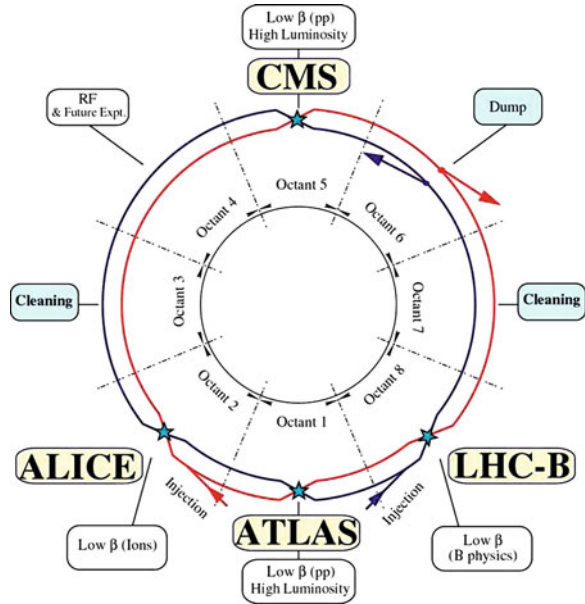 Low β (pp)
High Luminosity
CMS
RF
& Future Expt.
Dump
Octant 5
Octant 4
Octant 6
Cleaning
Octant 3
Octant 7
Cleaning
Octant 2
Octant 8
Octant 1
ALICE
LHC-B
Injection
Injection
ATLAS
Low β (Ions)
Low β (pp)
High Luminosity
Low β
(B physics)